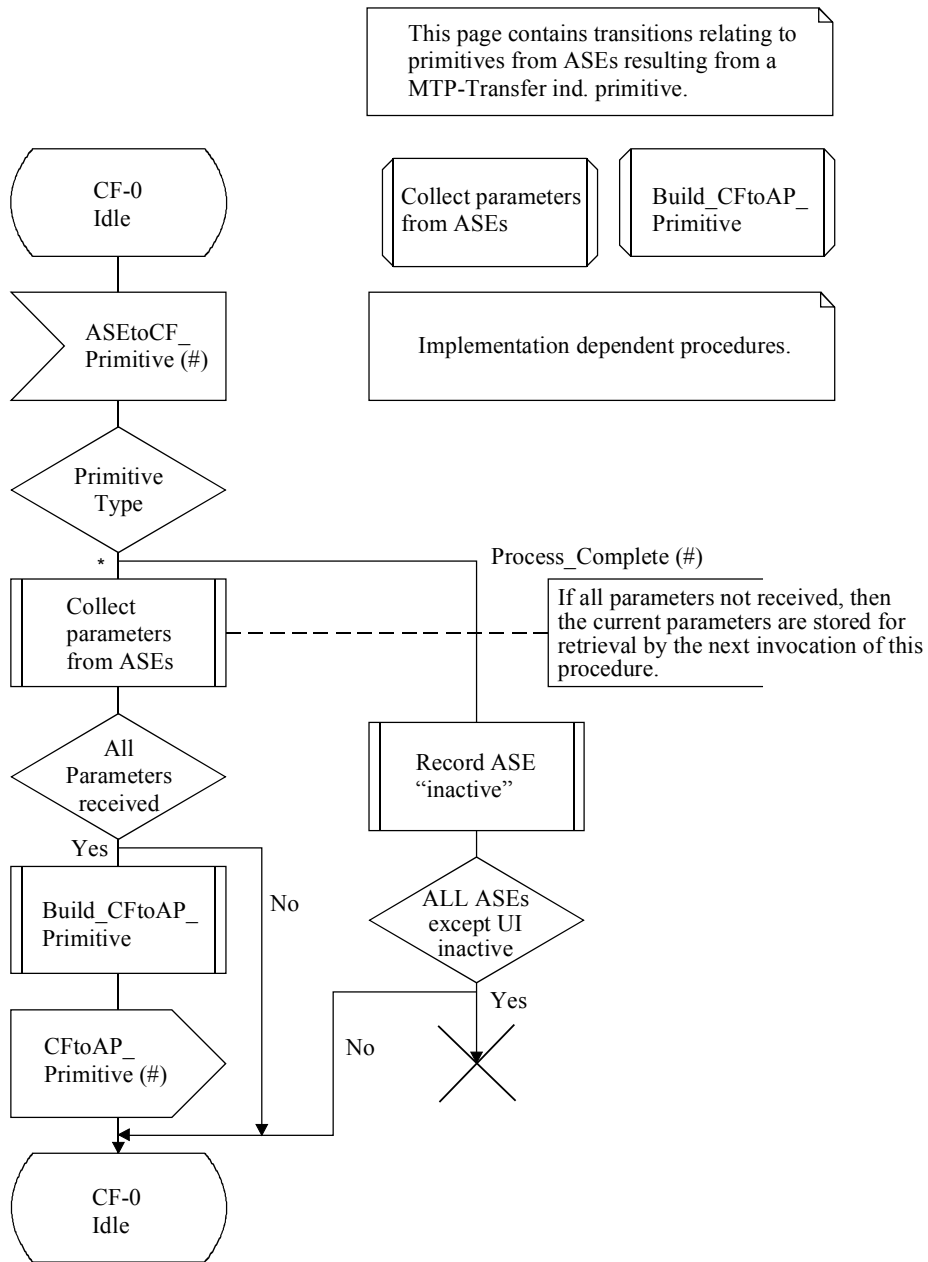 This page contains transitions relating to
primitives from ASEs resulting from a
MTP-Transfer ind. primitive.
CF-0
Idle
Collect parameters
from ASEs
Build_CFtoAP_
Primitive
ASEtoCF_
Primitive (#)
Implementation dependent procedures.
Primitive
Type
*
Process_Complete (#)
Collect
parameters
from ASEs
If all parameters not received, then
the current parameters are stored for
retrieval by the next invocation of this
procedure.
All
Parameters
received
Record ASE
“inactive”
Yes
No
Build_CFtoAP_
Primitive
ALL ASEs
except UI
inactive
Yes
No
CFtoAP_
Primitive (#)
CF-0
Idle